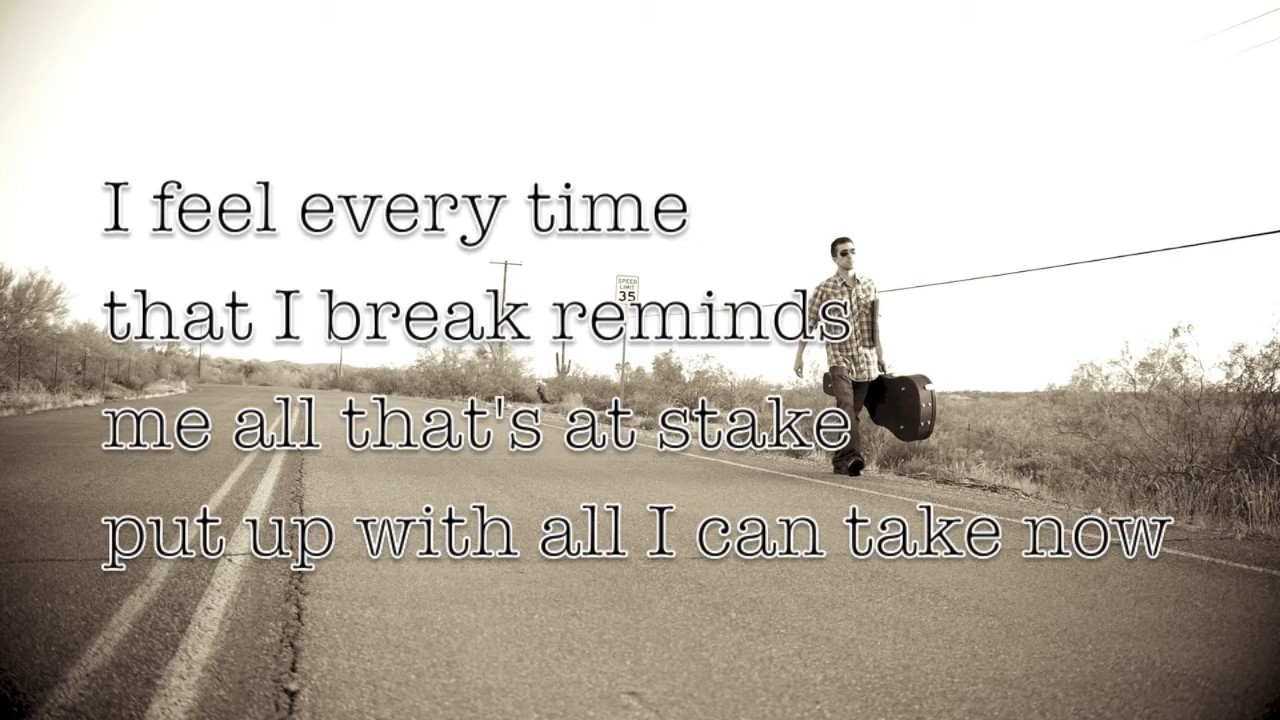 I feel every time
SPEED
LIMIT
35
that I break reminds
me all that's at stake
put up with all I can take now